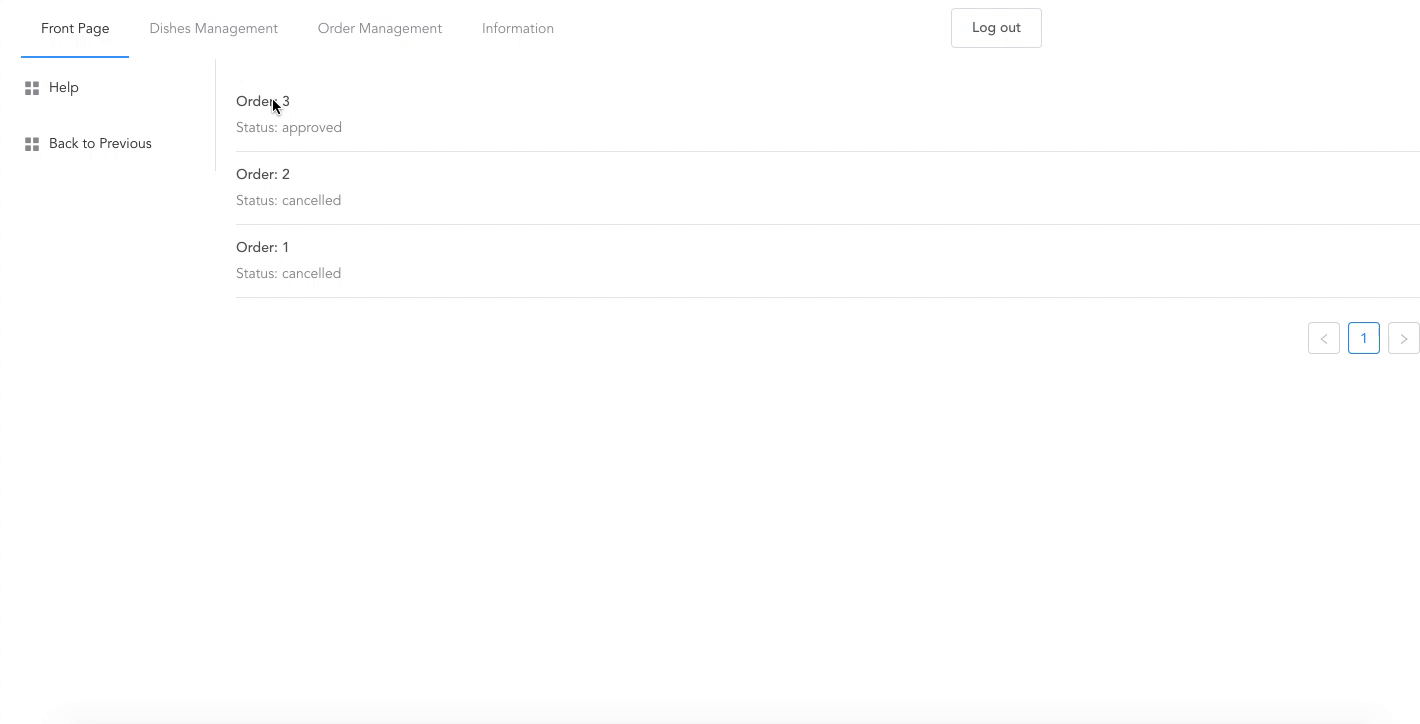 Front Page Dishes Management Order Management Information Log out
Help
Back to Previous
Order: 3
Status: approved
Order: 2
Status: cancelled
Order: 1
Status: cancelled
< 1 >